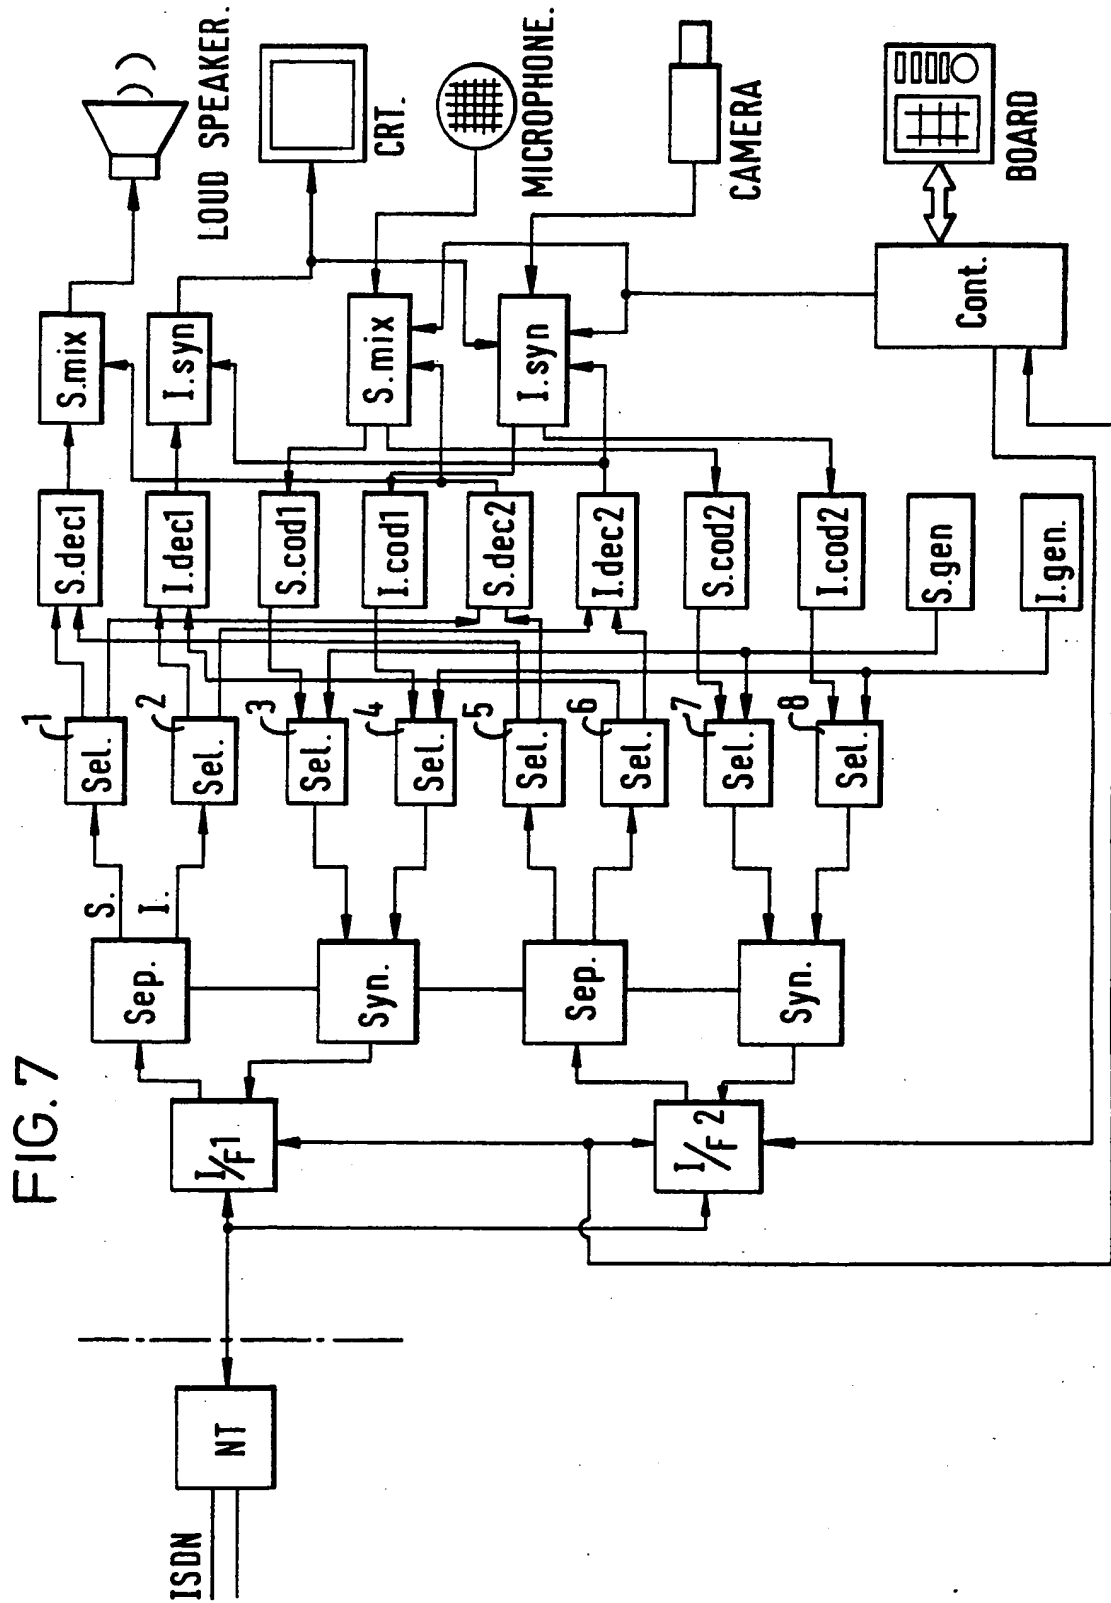 FIG. 7
ISDN
NT
I/F1
I/F2
Sep.
Syn.
Sep.
Syn.
S.
I.
Sel.
1
Sel.
2
Sel.
3
Sel.
4
Sel.
5
Sel.
6
Sel.
7
Sel.
8
S.dec1
I.dec1
S.cod1
I.cod1
S.dec2
I.dec2
S.cod2
I.cod2
S.gen
I.gen.
S.mix
I.syn
S.mix
I.syn
Cont.
LOUD SPEAKER.
CRT.
MICROPHONE.
CAMERA
BOARD